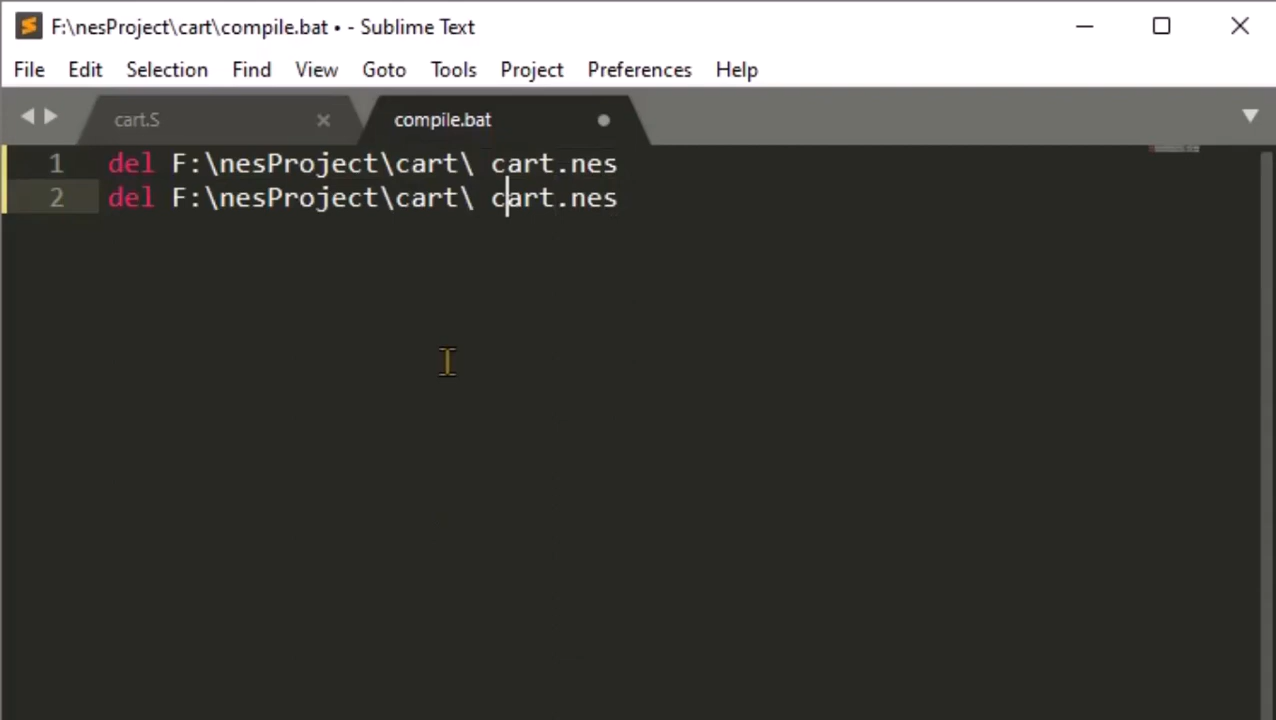 F:\nesProject\cart\compile.bat • - Sublime Text
File Edit Selection Find View Goto Tools Project Preferences Help
cart.S compile.bat
1 del F:\nesProject\cart\ cart.nes
2 del F:\nesProject\cart\ cart.nes